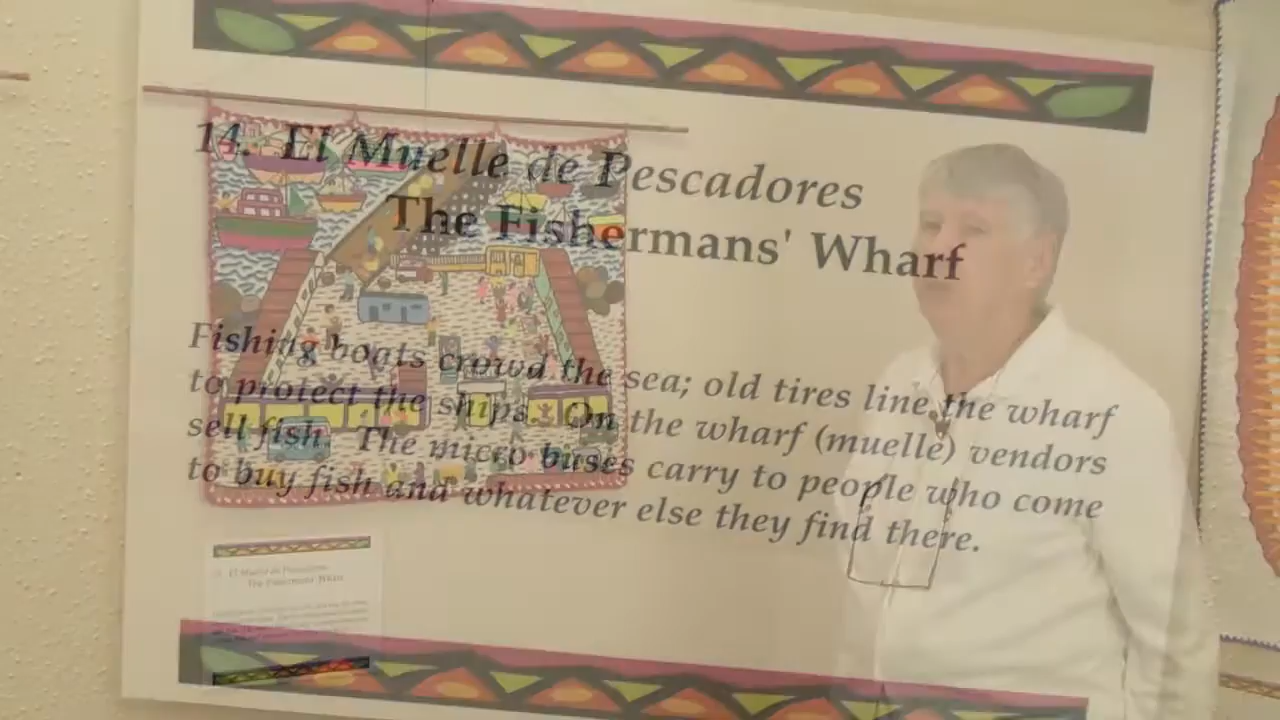 14. El Muelle de Pescadores
The Fishermans' Wharf
Fishing boats crowd the sea; old tires line the wharf
to protect the ships. On the wharf (muelle) vendors
sell fish. The micro buses carry to people who come
to buy fish and whatever else they find there.
El Muelle de Pescadores
The Fishermans' Wharf